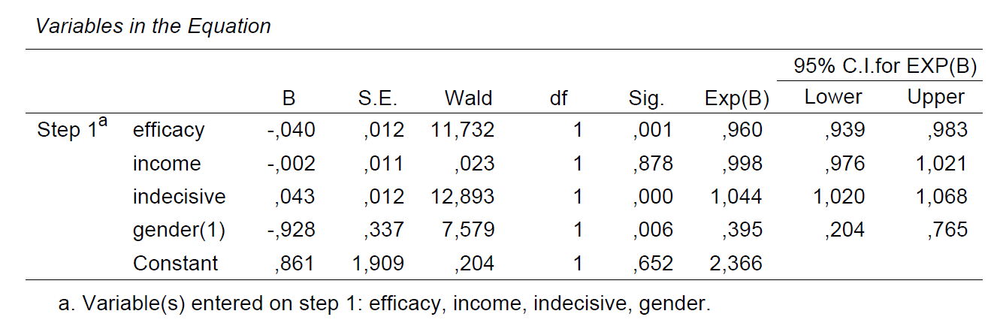 Variables in the Equation
95% C.I.for EXP(B)
B S.E. Wald df Sig. Exp(B) Lower Upper
Step 1a efficacy -,040 ,012 11,732 1 ,001 ,960 ,939 ,983
income -,002 ,011 ,023 1 ,878 ,998 ,976 1,021
indecisive ,043 ,012 12,893 1 ,000 1,044 1,020 1,068
gender(1) -,928 ,337 7,579 1 ,006 ,395 ,204 ,765
Constant ,861 1,909 ,204 1 ,652 2,366
a. Variable(s) entered on step 1: efficacy, income, indecisive, gender.